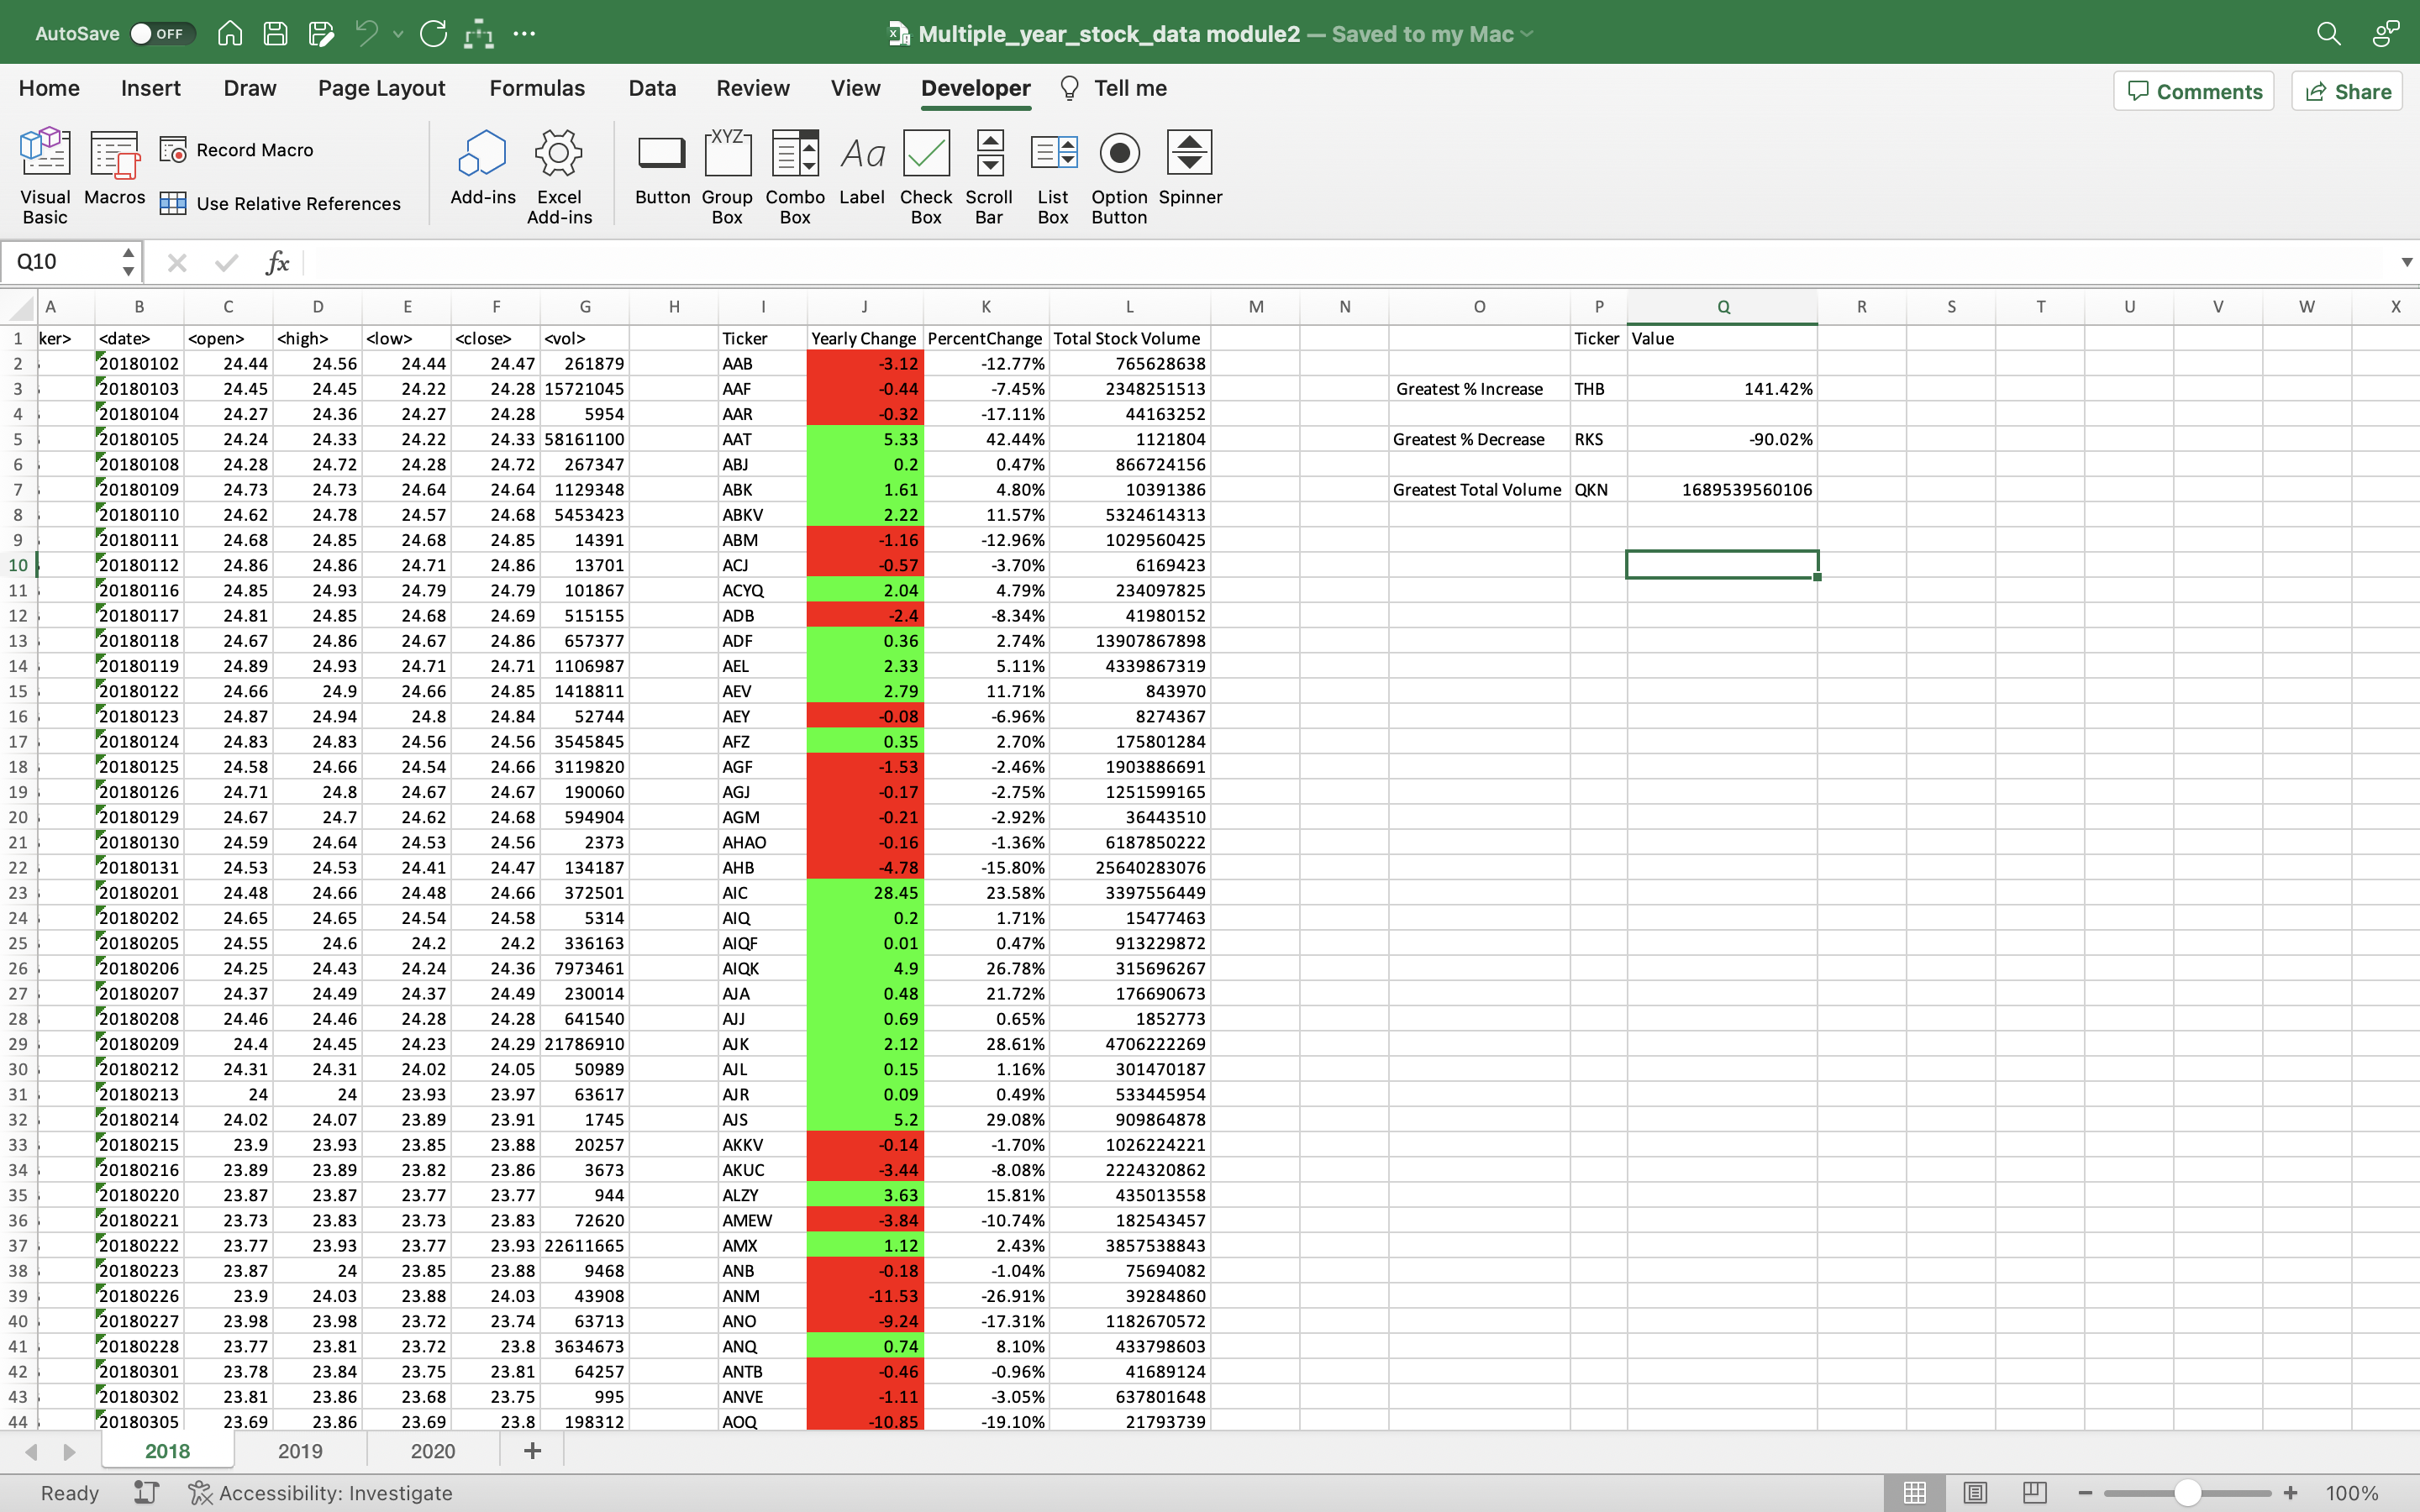 AutoSave OFF Multiple_year_stock_data module2 — Saved to my Mac
Home Insert Draw Page Layout Formulas Data Review View Developer Tell me Comments Share
Visual Basic Macros Record Macro Use Relative References Add-ins Excel Add-ins Button XYZ Group Box Combo Box Aa Label Check Box Scroll Bar List Box Option Button Spinner
Q10 fx
A B C D E F G H I J K L M N O P Q R S T U V W X
1 ker> <date> <open> <high> <low> <close> <vol> Ticker Yearly Change PercentChange Total Stock Volume Ticker Value
2 20180102 24.44 24.56 24.44 24.47 261879 AAB -3.12 -12.77% 765628638
3 20180103 24.45 24.45 24.22 24.28 15721045 AAF -0.44 -7.45% 2348251513 Greatest % Increase THB 141.42%
4 20180104 24.27 24.36 24.27 24.28 5954 AAR -0.32 -17.11% 44163252
5 20180105 24.24 24.33 24.22 24.33 58161100 AAT 5.33 42.44% 1121804 Greatest % Decrease RKS -90.02%
6 20180108 24.28 24.72 24.28 24.72 267347 ABJ 0.2 0.47% 866724156
7 20180109 24.73 24.73 24.64 24.64 1129348 ABK 1.61 4.80% 10391386 Greatest Total Volume QKN 1689539560106
8 20180110 24.62 24.78 24.57 24.68 5453423 ABKV 2.22 11.57% 5324614313
9 20180111 24.68 24.85 24.68 24.85 14391 ABM -1.16 -12.96% 1029560425
10 20180112 24.86 24.86 24.71 24.86 13701 ACJ -0.57 -3.70% 6169423
11 20180116 24.85 24.93 24.79 24.79 101867 ACYQ 2.04 4.79% 234097825
12 20180117 24.81 24.85 24.68 24.69 515155 ADB -2.4 -8.34% 41980152
13 20180118 24.67 24.86 24.67 24.86 657377 ADF 0.36 2.74% 13907867898
14 20180119 24.89 24.93 24.71 24.71 1106987 AEL 2.33 5.11% 4339867319
15 20180122 24.66 24.9 24.66 24.85 1418811 AEV 2.79 11.71% 843970
16 20180123 24.87 24.94 24.8 24.84 52744 AEY -0.08 -6.96% 8274367
17 20180124 24.83 24.83 24.56 24.56 3545845 AFZ 0.35 2.70% 175801284
18 20180125 24.58 24.66 24.54 24.66 3119820 AGF -1.53 -2.46% 1903886691
19 20180126 24.71 24.8 24.67 24.67 190060 AGJ -0.17 -2.75% 1251599165
20 20180129 24.67 24.7 24.62 24.68 594904 AGM -0.21 -2.92% 36443510
21 20180130 24.59 24.64 24.53 24.56 2373 AHAO -0.16 -1.36% 6187850222
22 20180131 24.53 24.53 24.41 24.47 134187 AHB -4.78 -15.80% 25640283076
23 20180201 24.48 24.66 24.48 24.66 372501 AIC 28.45 23.58% 3397556449
24 20180202 24.65 24.65 24.54 24.58 5314 AIQ 0.2 1.71% 15477463
25 20180205 24.55 24.6 24.2 24.2 336163 AIQF 0.01 0.47% 913229872
26 20180206 24.25 24.43 24.24 24.36 7973461 AIQK 4.9 26.78% 315696267
27 20180207 24.37 24.49 24.37 24.49 230014 AJA 0.48 21.72% 176690673
28 20180208 24.46 24.46 24.28 24.28 641540 AJJ 0.69 0.65% 1852773
29 20180209 24.4 24.45 24.23 24.29 21786910 AJK 2.12 28.61% 4706222269
30 20180212 24.31 24.31 24.02 24.05 50989 AJL 0.15 1.16% 301470187
31 20180213 24 24 23.93 23.97 63617 AJR 0.09 0.49% 533445954
32 20180214 24.02 24.07 23.89 23.91 1745 AJS 5.2 29.08% 909864878
33 20180215 23.9 23.93 23.85 23.88 20257 AKKV -0.14 -1.70% 1026224221
34 20180216 23.89 23.89 23.82 23.86 3673 AKUC -3.44 -8.08% 2224320862
35 20180220 23.87 23.87 23.77 23.77 944 ALZY 3.63 15.81% 435013558
36 20180221 23.73 23.83 23.73 23.83 72620 AMEW -3.84 -10.74% 182543457
37 20180222 23.77 23.93 23.77 23.93 22611665 AMX 1.12 2.43% 3857538843
38 20180223 23.87 24 23.85 23.88 9468 ANB -0.18 -1.04% 75694082
39 20180226 23.9 24.03 23.88 24.03 43908 ANM -11.53 -26.91% 39284860
40 20180227 23.98 23.98 23.72 23.74 63713 ANO -9.24 -17.31% 1182670572
41 20180228 23.77 23.81 23.72 23.8 3634673 ANQ 0.74 8.10% 433798603
42 20180301 23.78 23.84 23.75 23.81 64257 ANTB -0.46 -0.96% 41689124
43 20180302 23.81 23.86 23.68 23.75 995 ANVE -1.11 -3.05% 637801648
44 20180305 23.69 23.86 23.69 23.8 198312 AOQ -10.85 -19.10% 21793739
2018 2019 2020 +
Ready Accessibility: Investigate 100%